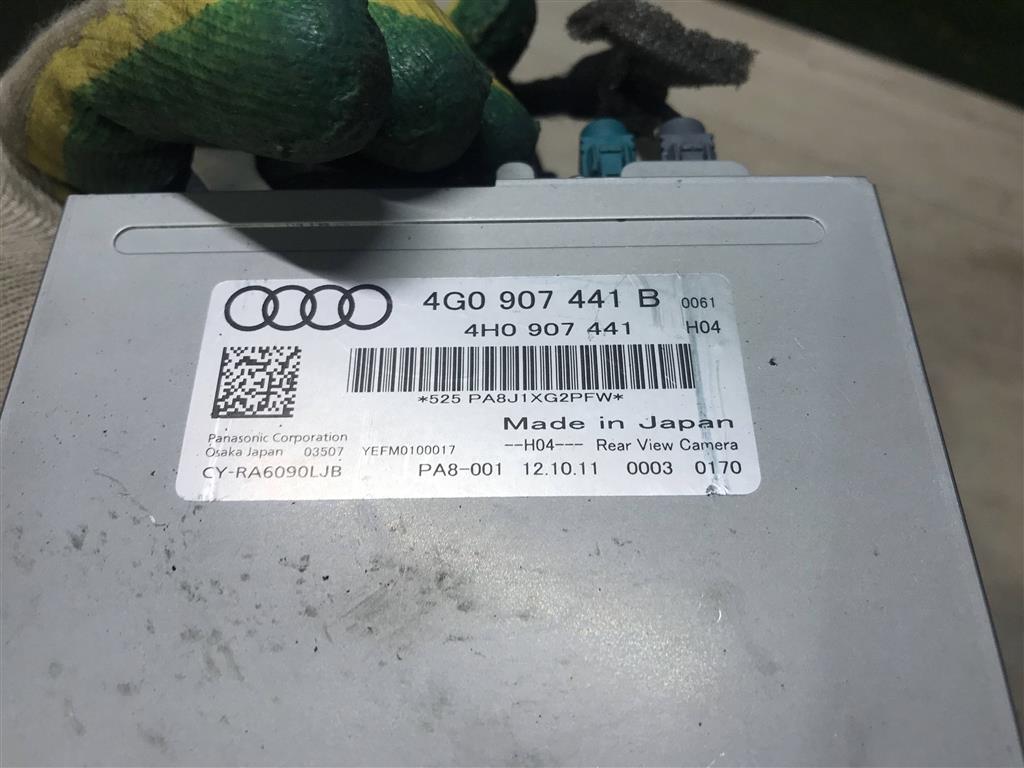 4G0 907 441 B 0061
4H0 907 441 H04
*525 PA8J1XG2PFW*
Made in Japan
Panasonic Corporation
Osaka Japan 03507 YEFM0100017 --H04--- Rear View Camera
CY-RA6090LJB PA8-001 12.10.11 0003 0170